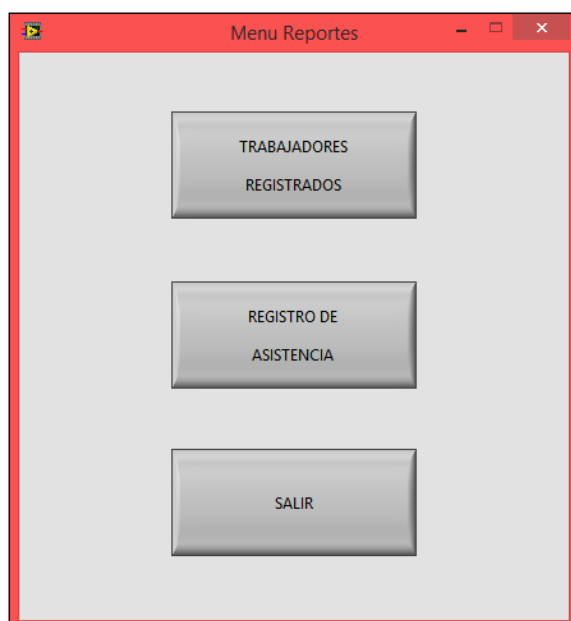 Menu Reportes
TRABAJADORES
REGISTRADOS
REGISTRO DE
ASISTENCIA
SALIR